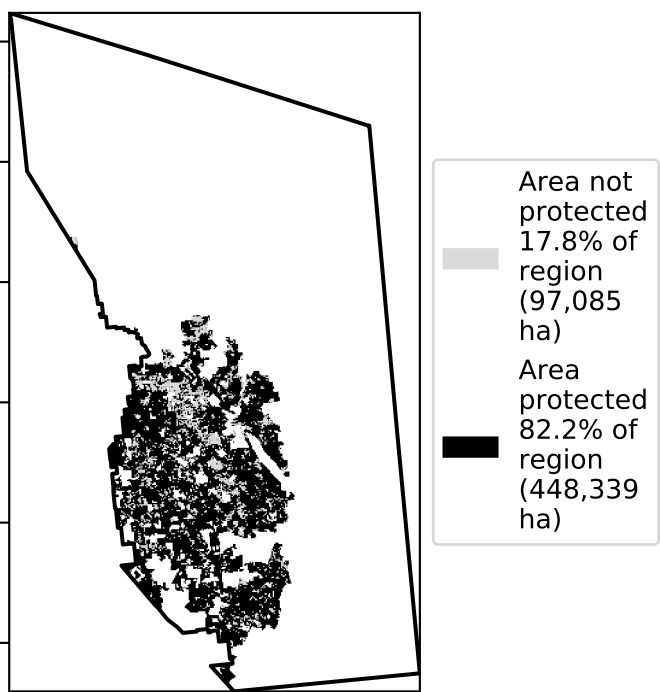 Area not
protected
17.8% of
region
(97,085
ha)
Area
protected
82.2% of
region
(448,339
ha)